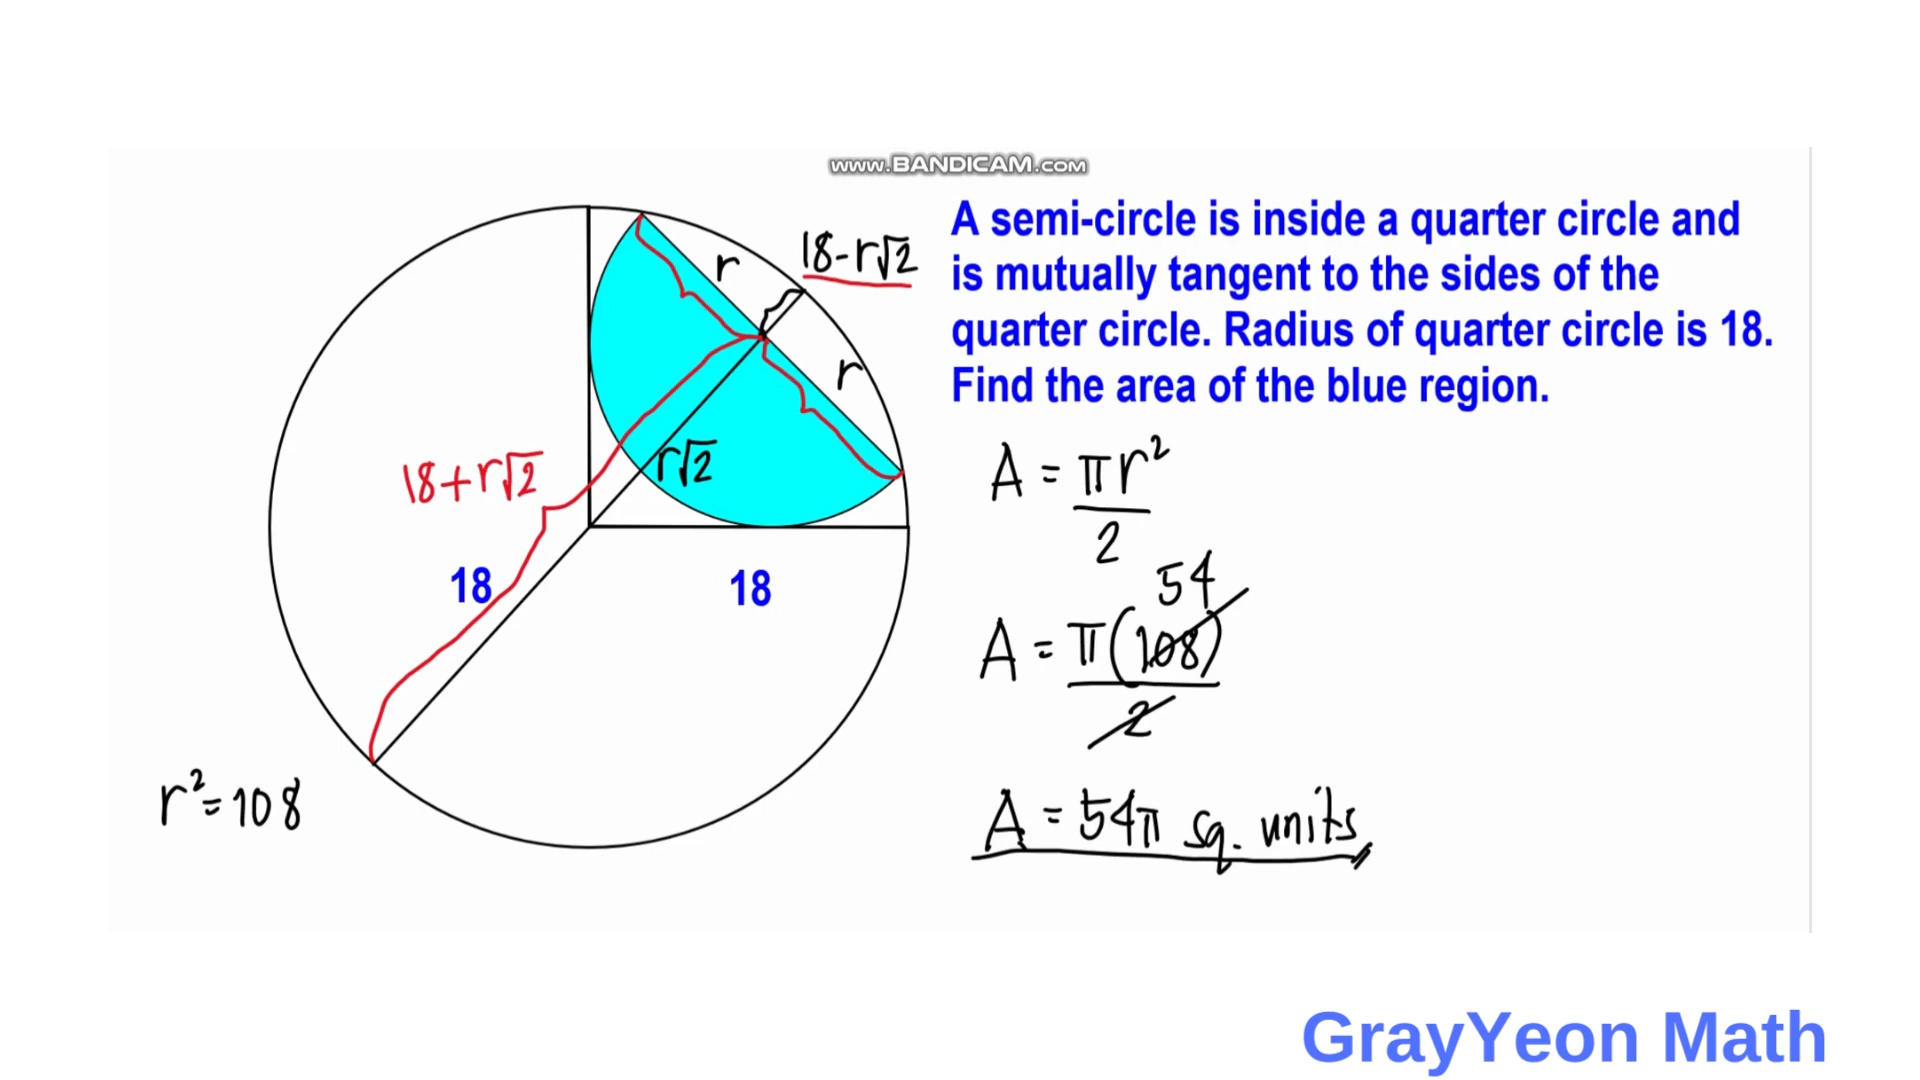 www.BANDICAM.com
A semi-circle is inside a quarter circle and
is mutually tangent to the sides of the
quarter circle. Radius of quarter circle is 18.
Find the area of the blue region.
18-r√2
r
r
r√2
18+r√2
18
18
r²=108
A = πr²/2
54
A = π(108)/2
A = 54π sq. units
GrayYeon Math